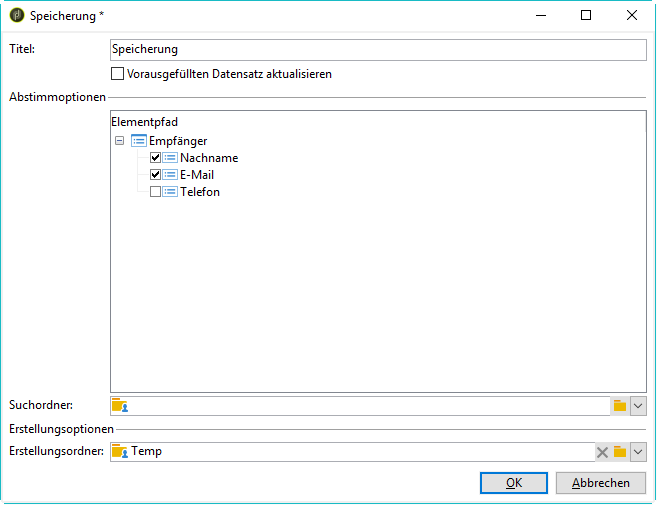 Speicherung *
Titel:
Speicherung
Vorausgefüllten Datensatz aktualisieren
Abstimmoptionen
Elementpfad
Empfänger
Nachname
E-Mail
Telefon
Suchordner:
Erstellungsoptionen
Erstellungsordner:
Temp
OK
Abbrechen